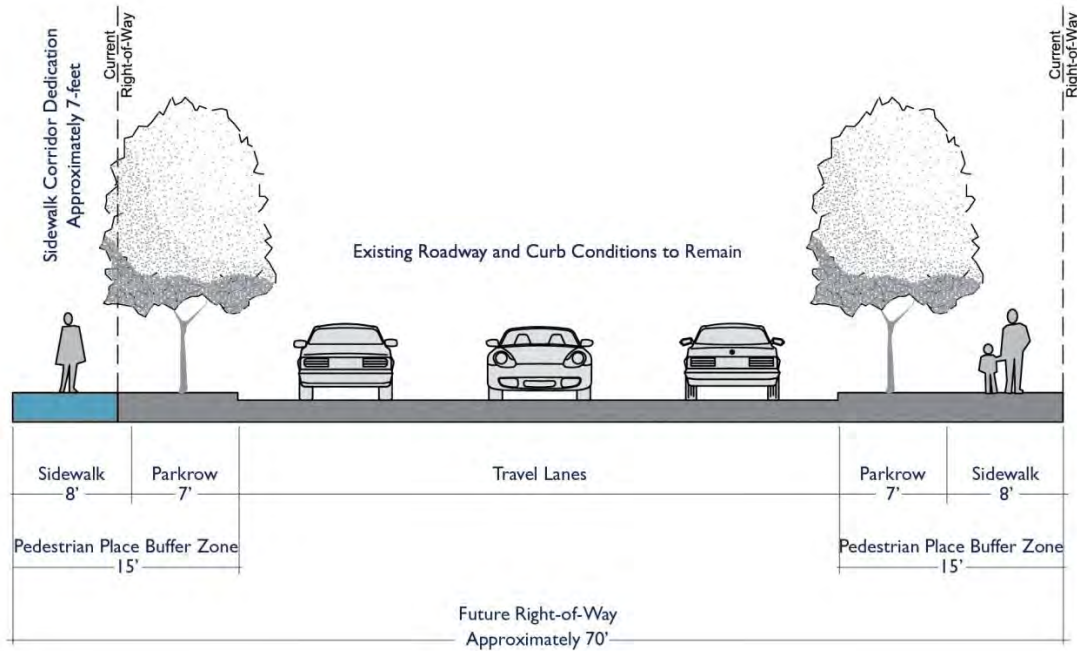 Sidewalk Corridor Dedication
Approximately 7-feet
Current
Right-of-Way
Current
Right-of-Way
Existing Roadway and Curb Conditions to Remain
Sidewalk
8'
Parkrow
7'
Travel Lanes
Parkrow
7'
Sidewalk
8'
Pedestrian Place Buffer Zone
15'
Pedestrian Place Buffer Zone
15'
Future Right-of-Way
Approximately 70'